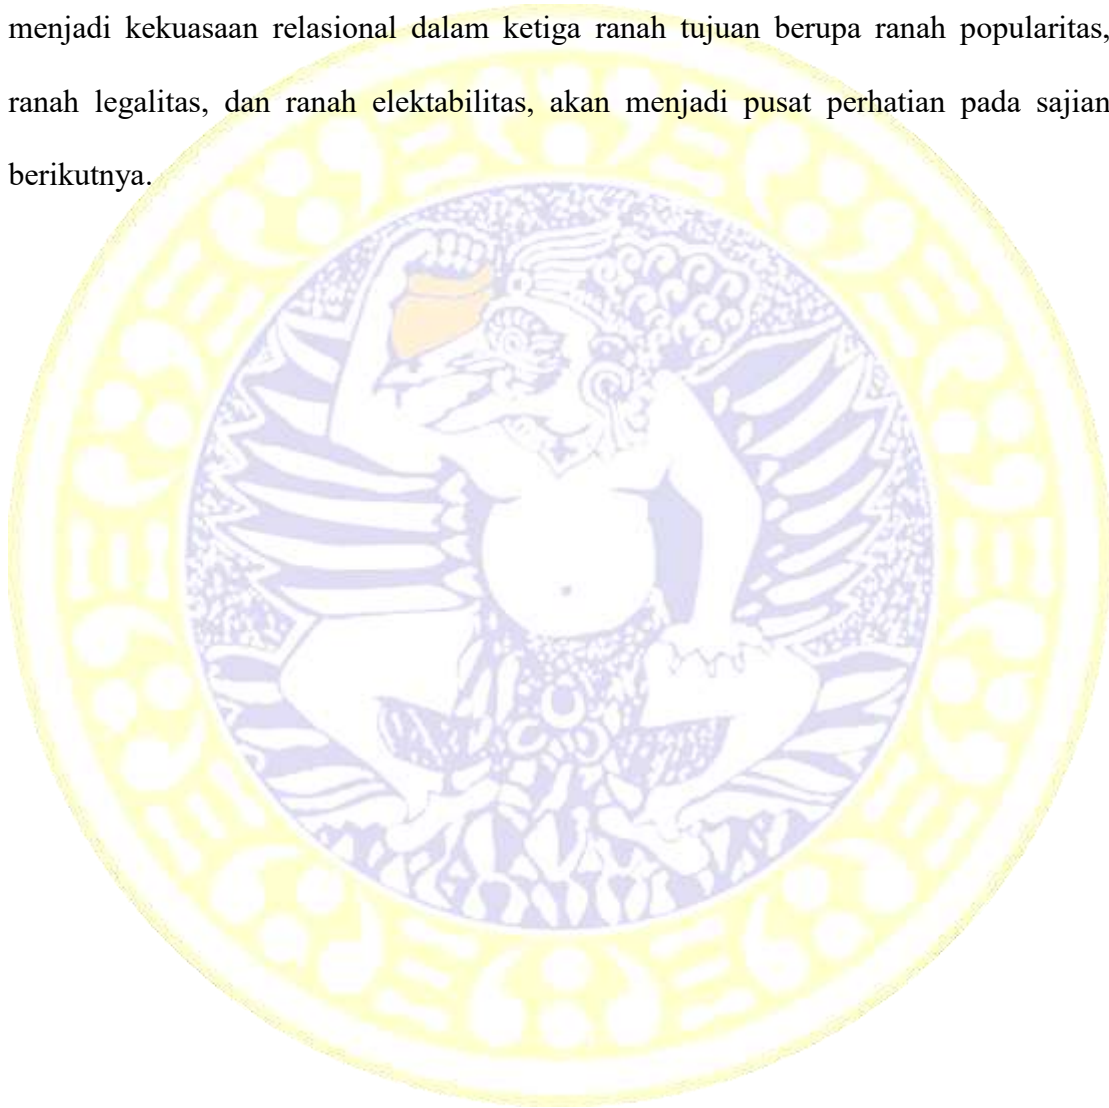 menjadi kekuasaan relasional dalam ketiga ranah tujuan berupa ranah popularitas,
ranah legalitas, dan ranah elektabilitas, akan menjadi pusat perhatian pada sajian
berikutnya.